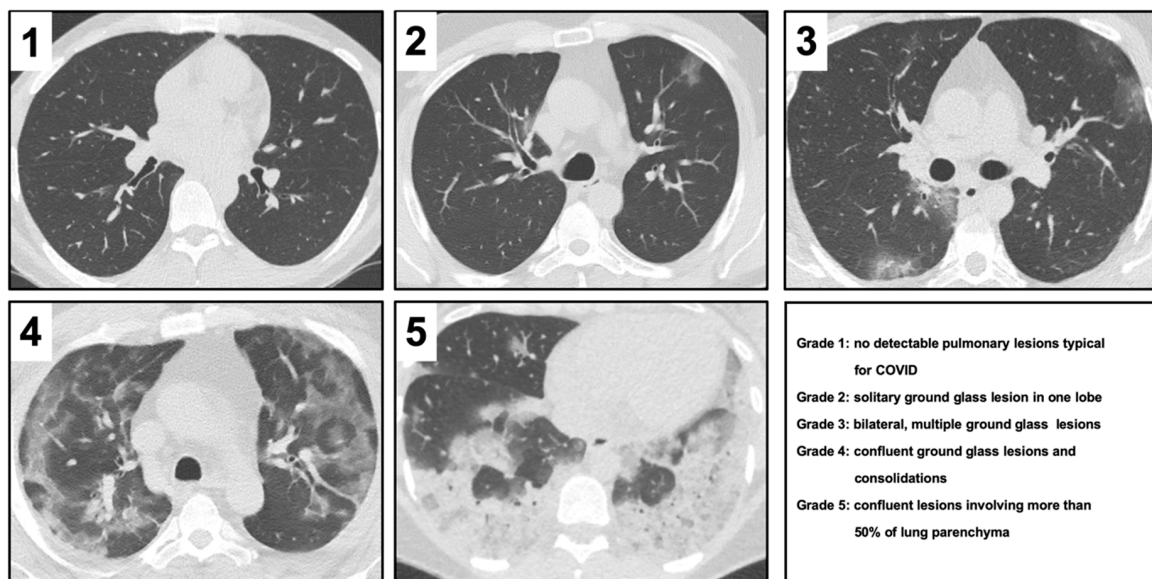 1
2
3
4
5
Grade 1: no detectable pulmonary lesions typical
for COVID
Grade 2: solitary ground glass lesion in one lobe
Grade 3: bilateral, multiple ground glass lesions
Grade 4: confluent ground glass lesions and
consolidations
Grade 5: confluent lesions involving more than
50% of lung parenchyma